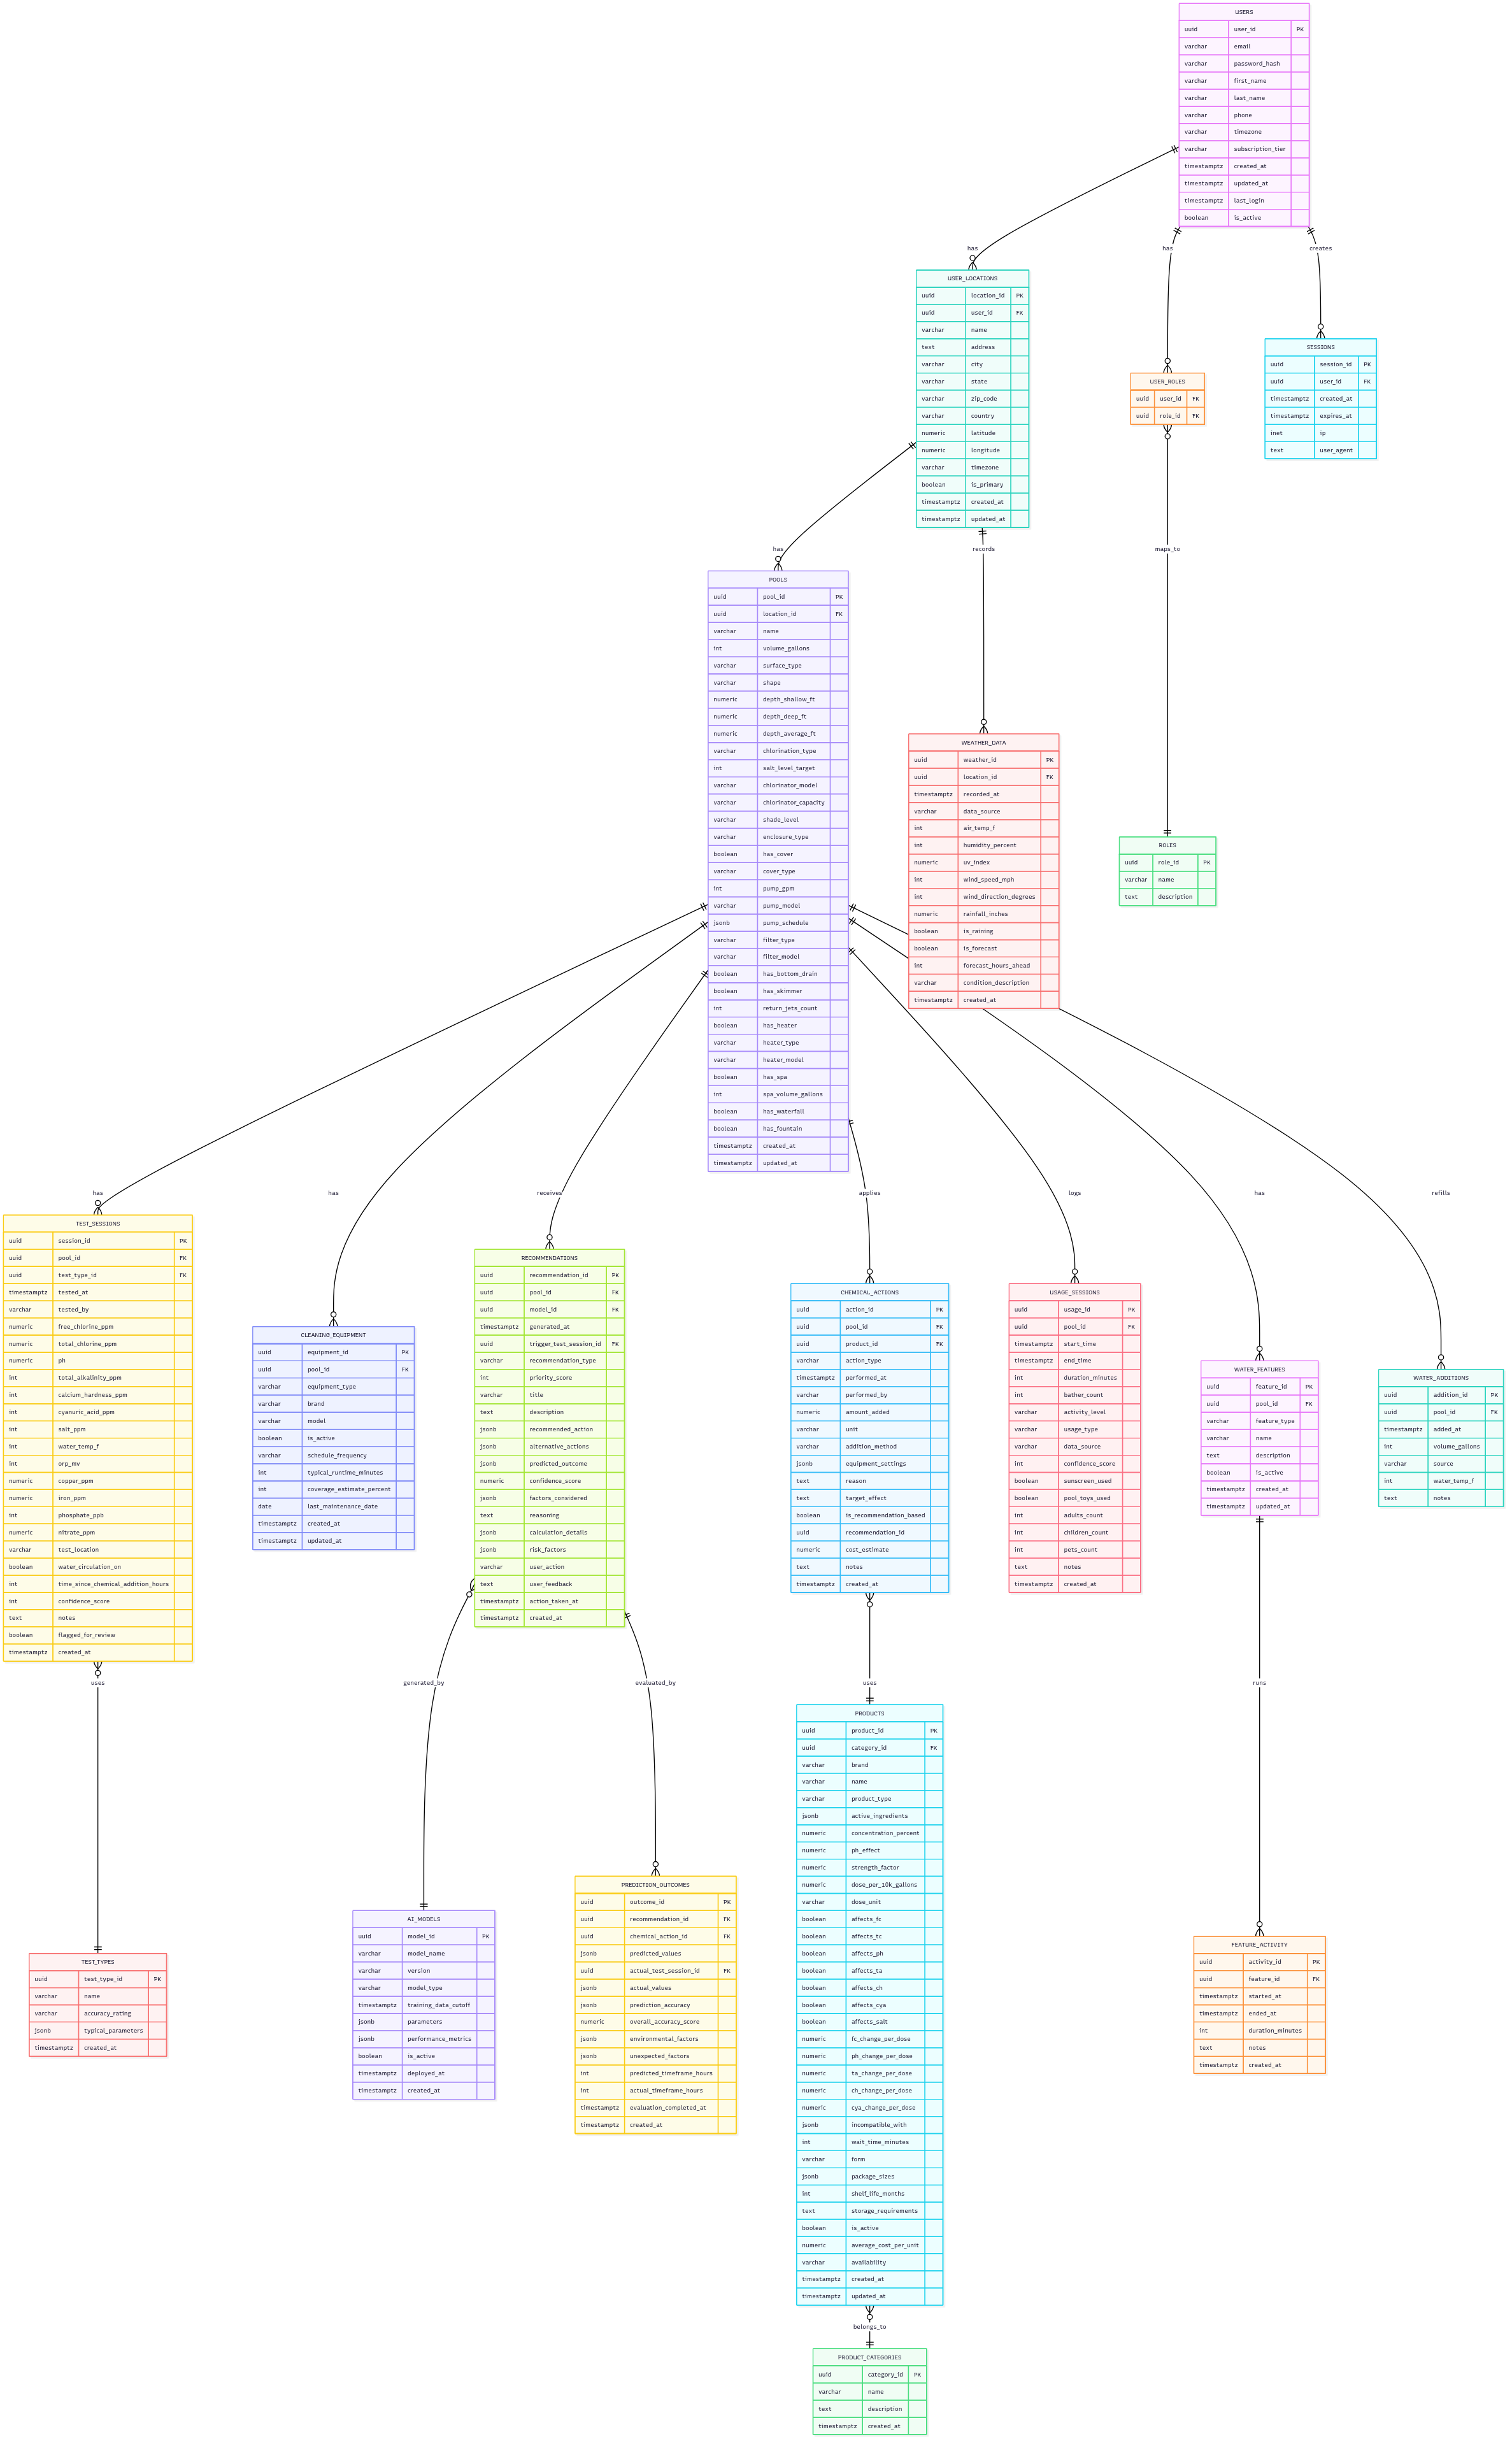 USERS
uuid user_id PK
varchar email
varchar password_hash
varchar first_name
varchar last_name
varchar phone
varchar timezone
varchar subscription_tier
timestamptz created_at
timestamptz updated_at
timestamptz last_login
boolean is_active
has
has
creates
USER_LOCATIONS
uuid location_id PK
uuid user_id FK
varchar name
text address
varchar city
varchar state
varchar zip_code
varchar country
numeric latitude
numeric longitude
varchar timezone
boolean is_primary
timestamptz created_at
timestamptz updated_at
USER_ROLES
uuid user_id FK
uuid role_id FK
SESSIONS
uuid session_id PK
uuid user_id FK
timestamptz created_at
timestamptz expires_at
inet ip
text user_agent
has
records
maps_to
POOLS
uuid pool_id PK
uuid location_id FK
varchar name
int volume_gallons
varchar surface_type
varchar shape
numeric depth_shallow_ft
numeric depth_deep_ft
numeric depth_average_ft
varchar chlorination_type
int salt_level_target
varchar chlorinator_model
varchar chlorinator_capacity
varchar shade_level
varchar enclosure_type
boolean has_cover
varchar cover_type
int pump_gpm
varchar pump_model
jsonb pump_schedule
varchar filter_type
varchar filter_model
boolean has_bottom_drain
boolean has_skimmer
int return_jets_count
boolean has_heater
varchar heater_type
varchar heater_model
boolean has_spa
int spa_volume_gallons
boolean has_waterfall
boolean has_fountain
timestamptz created_at
timestamptz updated_at
WEATHER_DATA
uuid weather_id PK
uuid location_id FK
timestamptz recorded_at
varchar data_source
int air_temp_f
int humidity_percent
numeric uv_index
int wind_speed_mph
int wind_direction_degrees
numeric rainfall_inches
boolean is_raining
boolean is_forecast
int forecast_hours_ahead
varchar condition_description
timestamptz created_at
ROLES
uuid role_id PK
varchar name
text description
has
has
receives
applies
logs
has
refills
TEST_SESSIONS
uuid session_id PK
uuid pool_id FK
uuid test_type_id FK
timestamptz tested_at
varchar tested_by
numeric free_chlorine_ppm
numeric total_chlorine_ppm
numeric ph
int total_alkalinity_ppm
int calcium_hardness_ppm
int cyanuric_acid_ppm
int salt_ppm
int water_temp_f
int orp_mv
numeric copper_ppm
numeric iron_ppm
int phosphate_ppb
numeric nitrate_ppm
varchar test_location
boolean water_circulation_on
int time_since_chemical_addition_hours
int confidence_score
text notes
boolean flagged_for_review
timestamptz created_at
CLEANING_EQUIPMENT
uuid equipment_id PK
uuid pool_id FK
varchar equipment_type
varchar brand
varchar model
boolean is_active
varchar schedule_frequency
int typical_runtime_minutes
int coverage_estimate_percent
date last_maintenance_date
timestamptz created_at
timestamptz updated_at
RECOMMENDATIONS
uuid recommendation_id PK
uuid pool_id FK
uuid model_id FK
timestamptz generated_at
uuid trigger_test_session_id FK
varchar recommendation_type
int priority_score
varchar title
text description
jsonb recommended_action
jsonb alternative_actions
jsonb predicted_outcome
numeric confidence_score
jsonb factors_considered
text reasoning
jsonb calculation_details
jsonb risk_factors
varchar user_action
text user_feedback
timestamptz action_taken_at
timestamptz created_at
CHEMICAL_ACTIONS
uuid action_id PK
uuid pool_id FK
uuid product_id FK
varchar action_type
timestamptz performed_at
varchar performed_by
numeric amount_added
varchar unit
varchar addition_method
jsonb equipment_settings
text reason
text target_effect
boolean is_recommendation_based
uuid recommendation_id
numeric cost_estimate
text notes
timestamptz created_at
USAGE_SESSIONS
uuid usage_id PK
uuid pool_id FK
timestamptz start_time
timestamptz end_time
int duration_minutes
int bather_count
varchar activity_level
varchar usage_type
varchar data_source
int confidence_score
boolean sunscreen_used
boolean pool_toys_used
int adults_count
int children_count
int pets_count
text notes
timestamptz created_at
WATER_FEATURES
uuid feature_id PK
uuid pool_id FK
varchar feature_type
varchar name
text description
boolean is_active
timestamptz created_at
timestamptz updated_at
WATER_ADDITIONS
uuid addition_id PK
uuid pool_id FK
timestamptz added_at
int volume_gallons
varchar source
int water_temp_f
text notes
uses
generated_by
evaluated_by
uses
runs
TEST_TYPES
uuid test_type_id PK
varchar name
varchar accuracy_rating
jsonb typical_parameters
timestamptz created_at
AI_MODELS
uuid model_id PK
varchar model_name
varchar version
varchar model_type
timestamptz training_data_cutoff
jsonb parameters
jsonb performance_metrics
boolean is_active
timestamptz deployed_at
timestamptz created_at
PREDICTION_OUTCOMES
uuid outcome_id PK
uuid recommendation_id FK
uuid chemical_action_id FK
jsonb predicted_values
uuid actual_test_session_id FK
jsonb actual_values
jsonb prediction_accuracy
numeric overall_accuracy_score
jsonb environmental_factors
jsonb unexpected_factors
int predicted_timeframe_hours
int actual_timeframe_hours
timestamptz evaluation_completed_at
timestamptz created_at
PRODUCTS
uuid product_id PK
uuid category_id FK
varchar brand
varchar name
varchar product_type
jsonb active_ingredients
numeric concentration_percent
numeric ph_effect
numeric strength_factor
numeric dose_per_10k_gallons
varchar dose_unit
boolean affects_fc
boolean affects_tc
boolean affects_ph
boolean affects_ta
boolean affects_ch
boolean affects_cya
boolean affects_salt
numeric fc_change_per_dose
numeric ph_change_per_dose
numeric ta_change_per_dose
numeric ch_change_per_dose
numeric cya_change_per_dose
jsonb incompatible_with
int wait_time_minutes
varchar form
jsonb package_sizes
int shelf_life_months
text storage_requirements
boolean is_active
numeric average_cost_per_unit
varchar availability
timestamptz created_at
timestamptz updated_at
FEATURE_ACTIVITY
uuid activity_id PK
uuid feature_id FK
timestamptz started_at
timestamptz ended_at
int duration_minutes
text notes
timestamptz created_at
belongs_to
PRODUCT_CATEGORIES
uuid category_id PK
varchar name
text description
timestamptz created_at